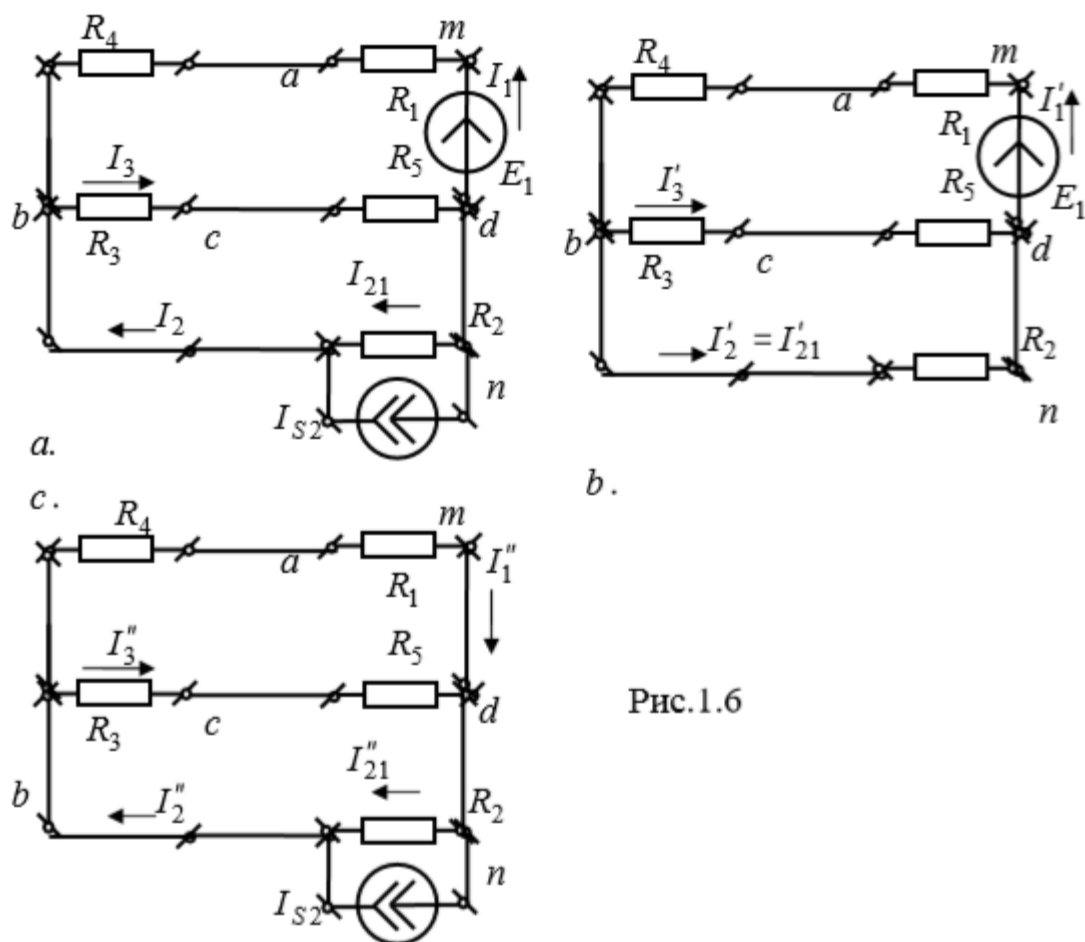 R4 m
a I1
R1
I3 R5 E1
b R3 c d
I21
I2 R2
n
IS2
a.
R4 m
a I1'
R1
I3' R5 E1
b R3 c d
I2' = I21' R2
n
b.
c.
R4 m
a I1"
R1
I3" R5
R3 c d
I21"
b I2" R2
n
IS2
Рис.1.6